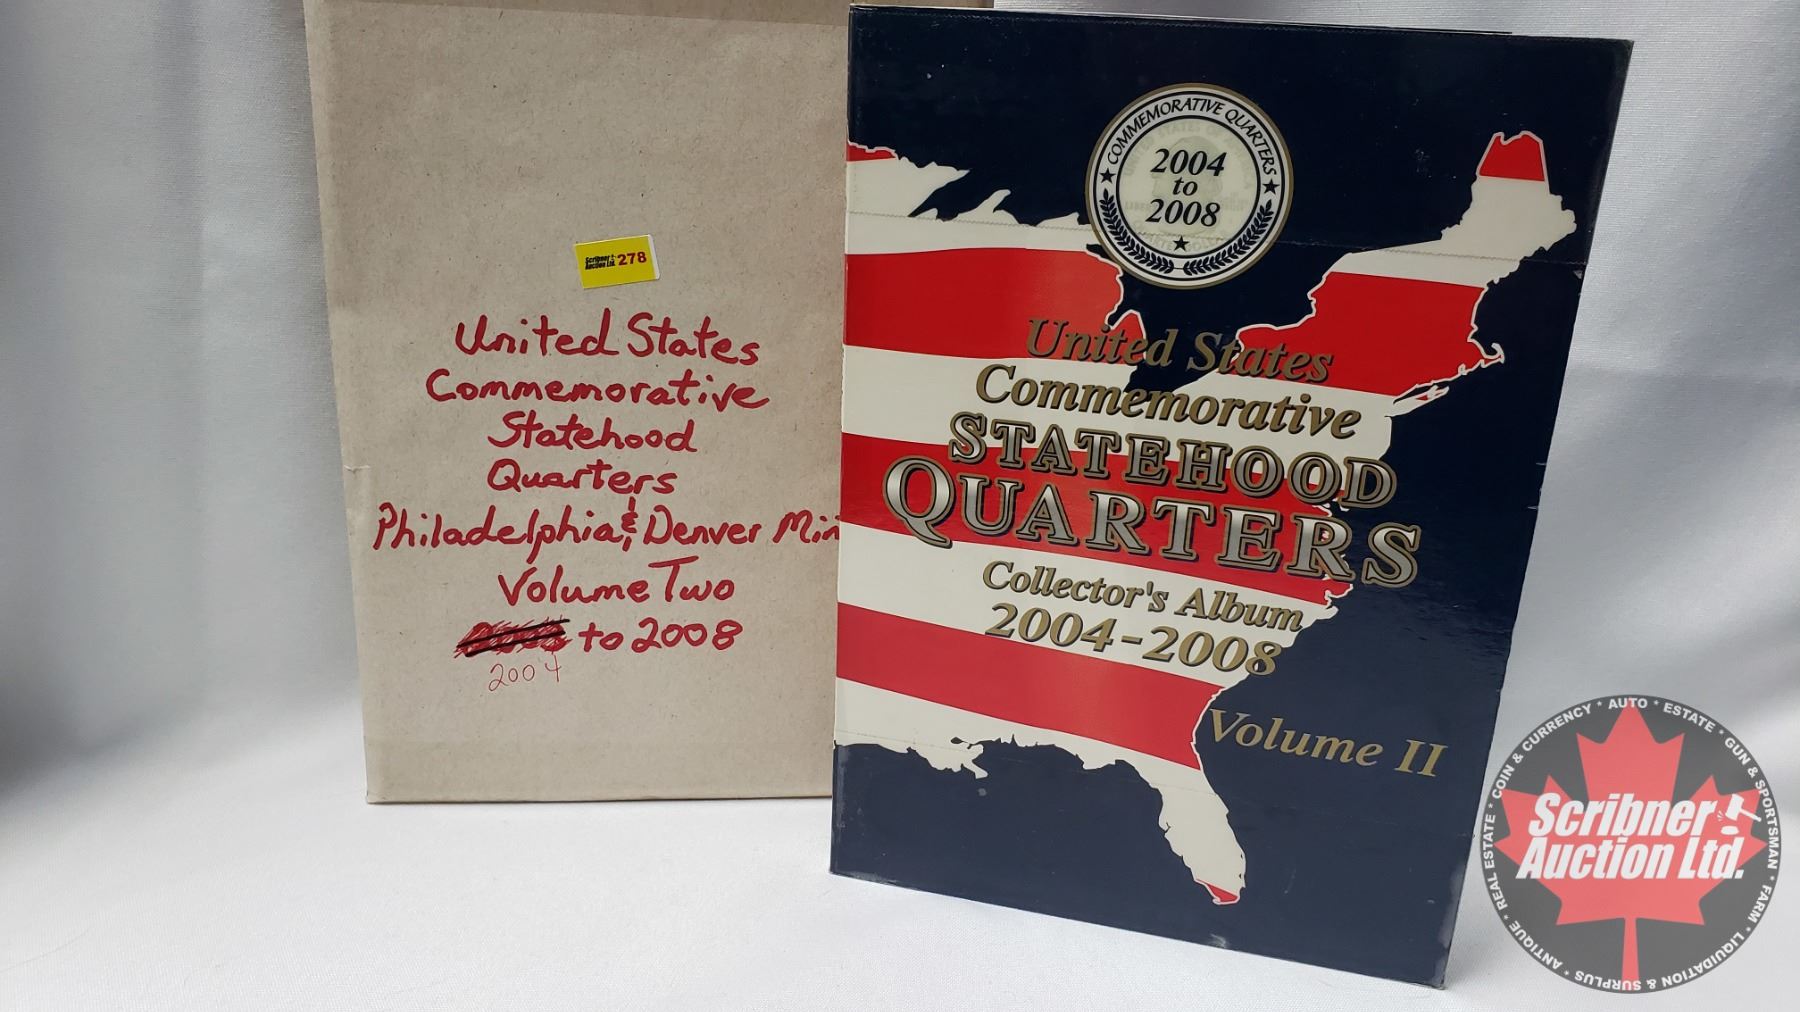 Scribner
Auction Ltd. 278
United States
Commemorative
Statehood
Quarters
Philadelphia & Denver Min
Volume Two
to 2008
2004
COMMEMORATIVE QUARTERS
2004
to
2008
United States
Commemorative
STATEHOOD
QUARTERS
Collector's Album
2004-2008
Volume II
Scribner
Auction Ltd.
ANTIQUE * REAL ESTATE * COIN & CURRENCY * AUTO * ESTATE * GUN & SPORTSMAN * FARM * LIQUIDATION & SURPLUS *